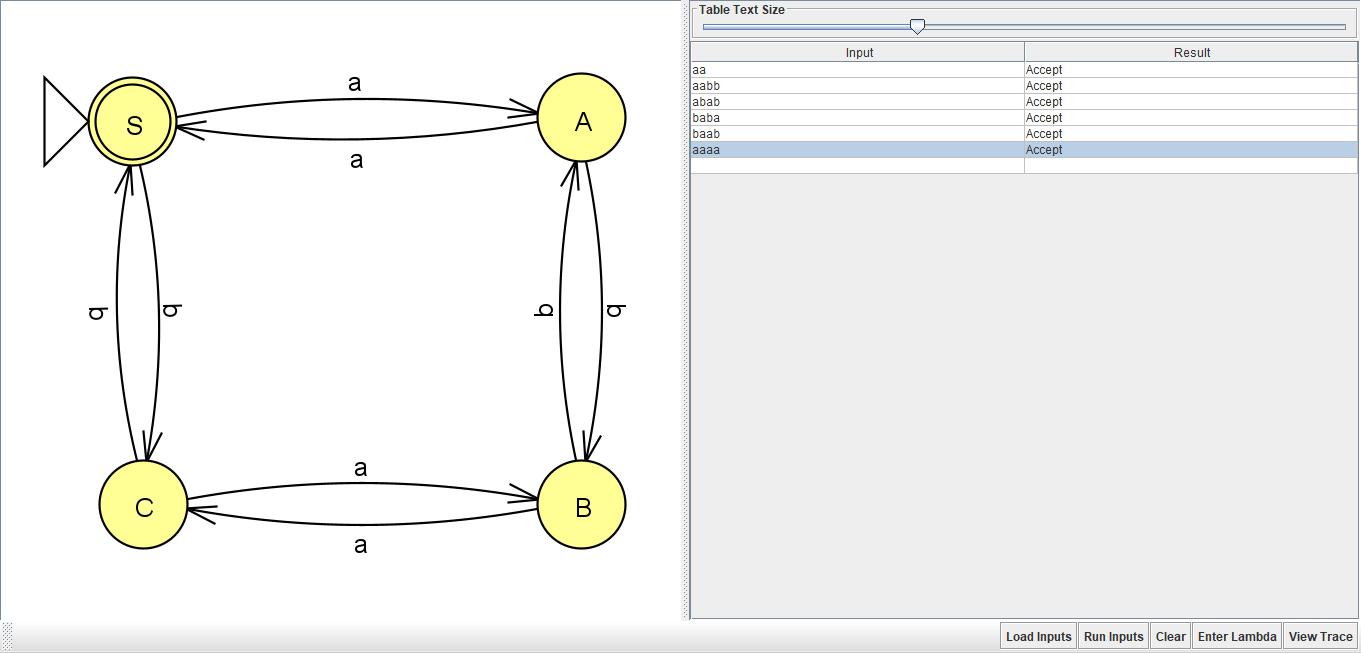 Table Text Size
Input Result
aa Accept
aabb Accept
abab Accept
baba Accept
baab Accept
aaaa Accept
a
S
A
a
b
b
b
b
a
C
B
a
Load Inputs Run Inputs Clear Enter Lambda View Trace